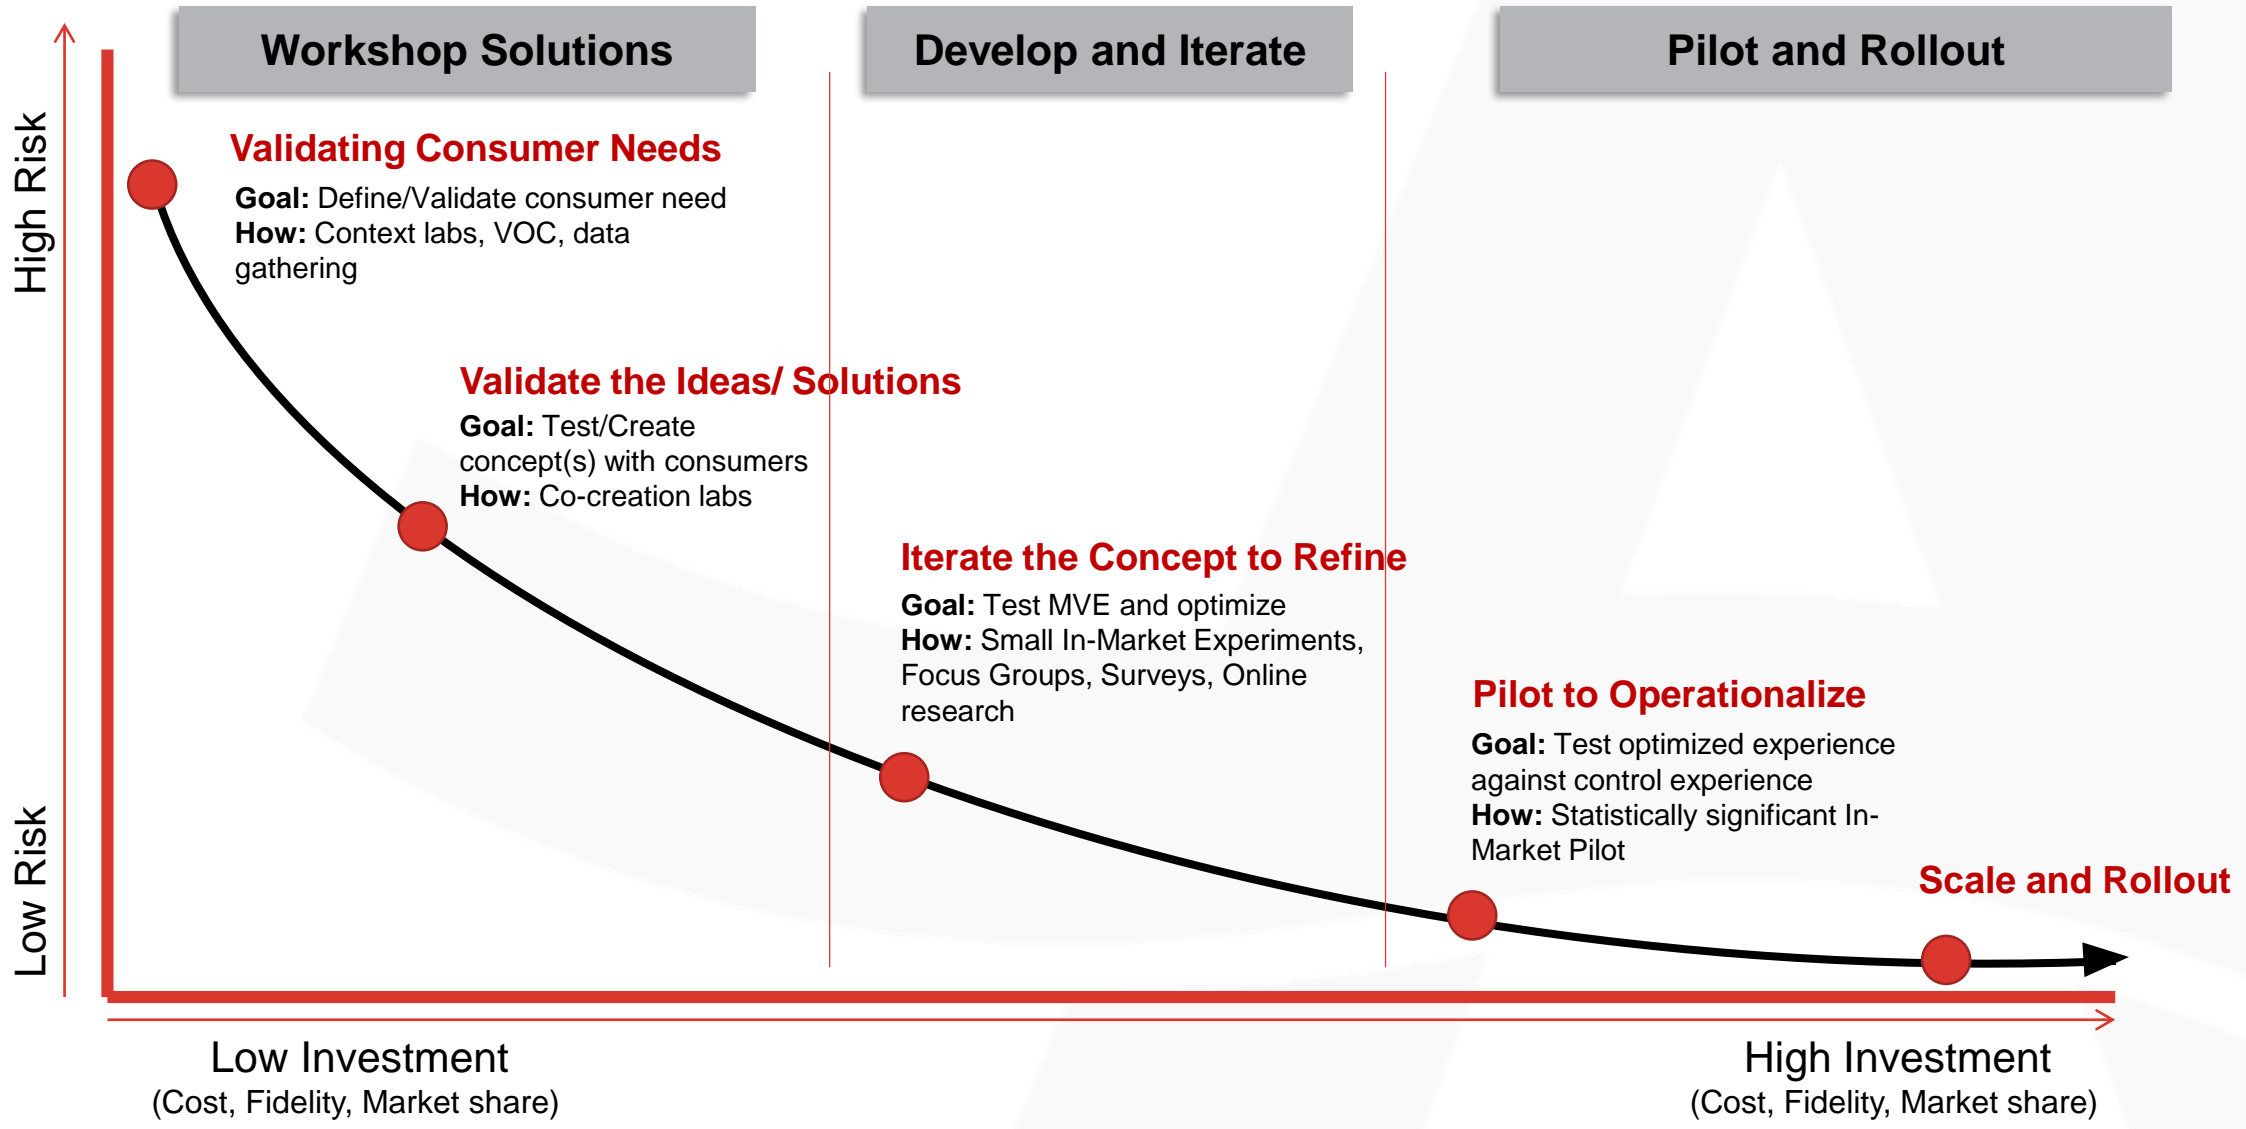 Workshop Solutions
Develop and Iterate
Pilot and Rollout
High Risk
Low Risk
Validating Consumer Needs
Goal: Define/Validate consumer need
How: Context labs, VOC, data
gathering
Validate the Ideas/ Solutions
Goal: Test/Create
concept(s) with consumers
How: Co-creation labs
Iterate the Concept to Refine
Goal: Test MVE and optimize
How: Small In-Market Experiments,
Focus Groups, Surveys, Online
research
Pilot to Operationalize
Goal: Test optimized experience
against control experience
How: Statistically significant In-
Market Pilot
Scale and Rollout
Low Investment
(Cost, Fidelity, Market share)
High Investment
(Cost, Fidelity, Market share)